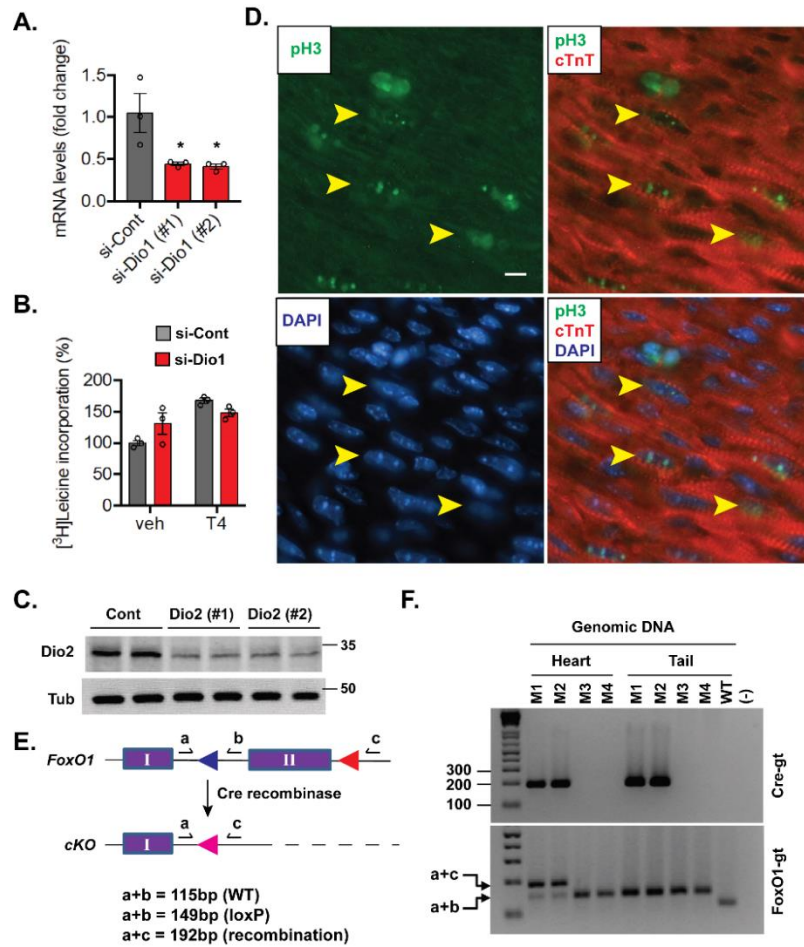 A.
mRNA levels (fold change)
1.5
1.0
0.5
0.0
* *
si-Cont
si-Dio1 (#1)
si-Dio1 (#2)
B.
si-Cont
si-Dio1
[³H]Leicine incorporation (%)
200
150
100
50
0
veh T4
C.
Cont Dio2 (#1) Dio2 (#2)
Dio2
35
Tub
50
D.
pH3
pH3
cTnT
DAPI
pH3
cTnT
DAPI
E.
a b c
FoxO1 I II
Cre recombinase
a c
cKO I
a+b = 115bp (WT)
a+b = 149bp (loxP)
a+c = 192bp (recombination)
F.
Genomic DNA
Heart Tail
M1 M2 M3 M4 M1 M2 M3 M4 WT (-)
300
200
100
Cre-gt
a+c
a+b
FoxO1-gt